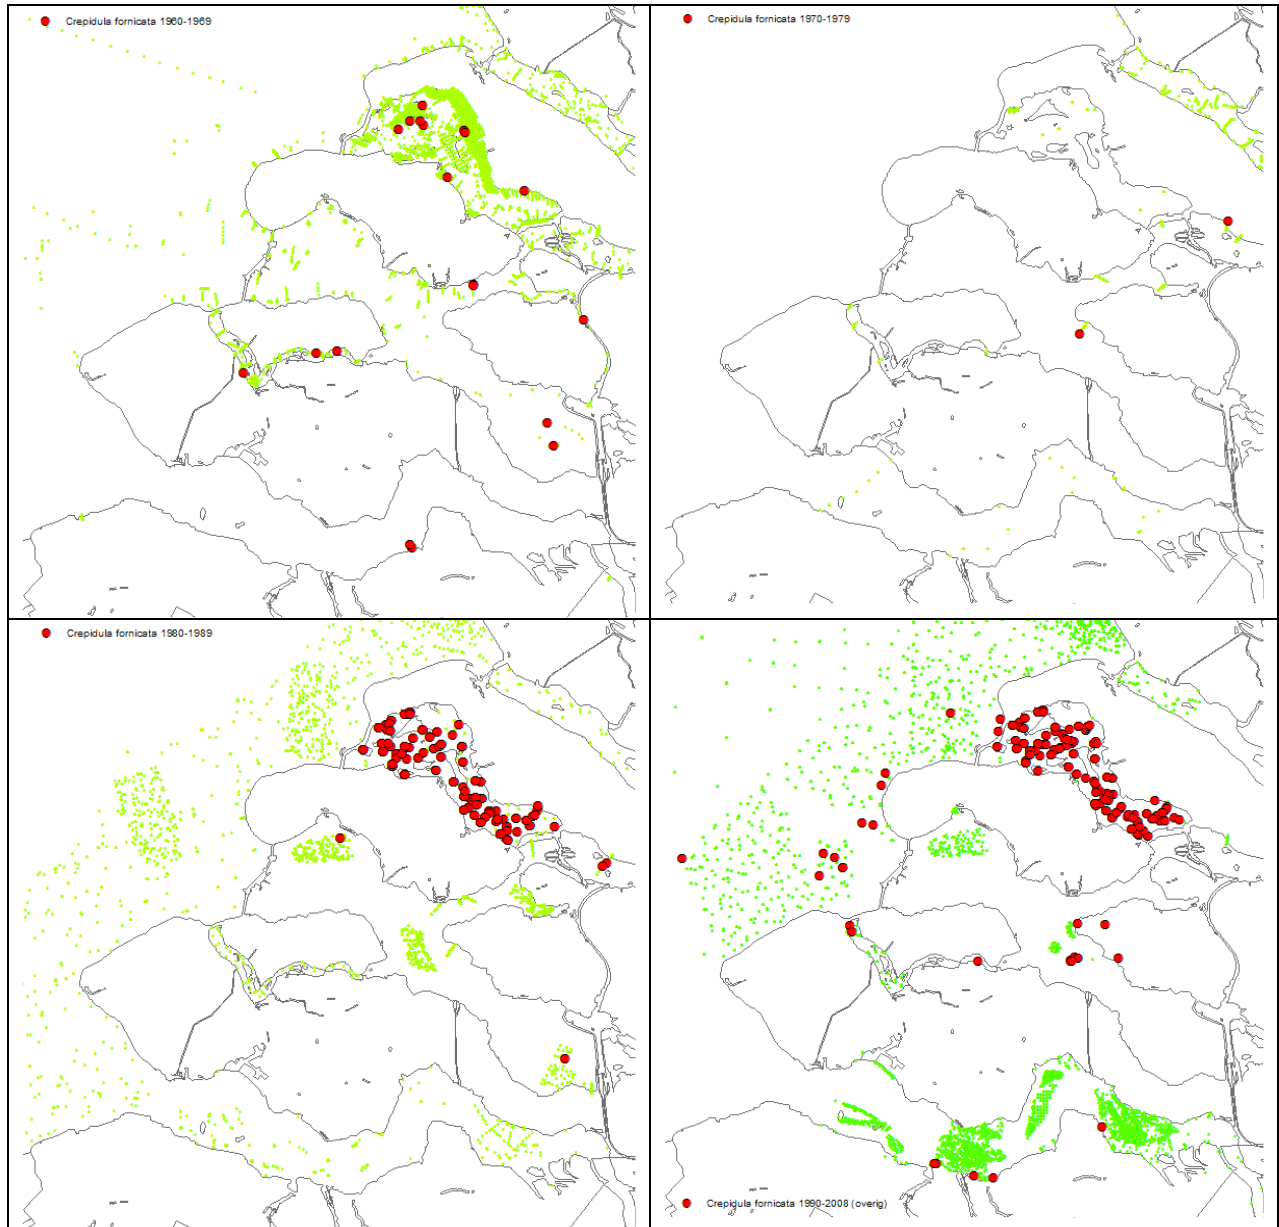 Crepidula fornicata 1960-1969
Crepidula fornicata 1970-1979
Crepidula fornicata 1980-1989
Crepidula fornicata 1990-2008 (overig)